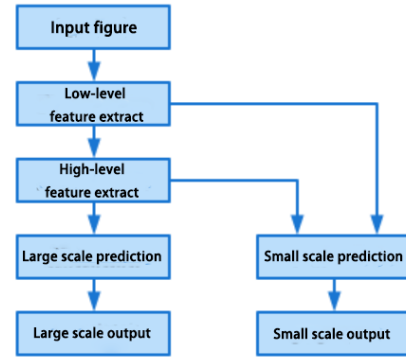 Input figure
Low-level
feature extract
High-level
feature extract
Large scale prediction
Small scale prediction
Large scale output
Small scale output